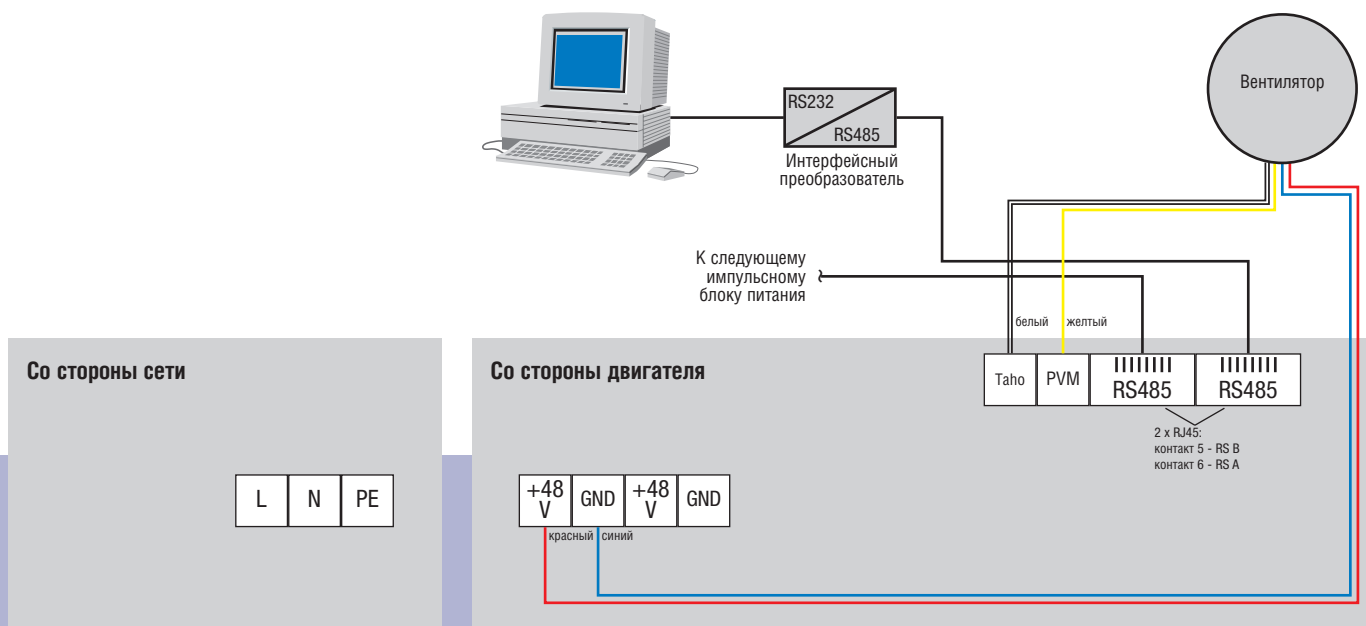 Вентилятор
RS232
RS485
Интерфейсный
преобразователь
К следующему
импульсному
блоку питания
белый
желтый
Со стороны сети
Со стороны двигателя
Taho
PVM
RS485
RS485
2 x RJ45:
контакт 5 - RS B
контакт 6 - RS A
L
N
PE
+48
V
GND
+48
V
GND
красный
синий